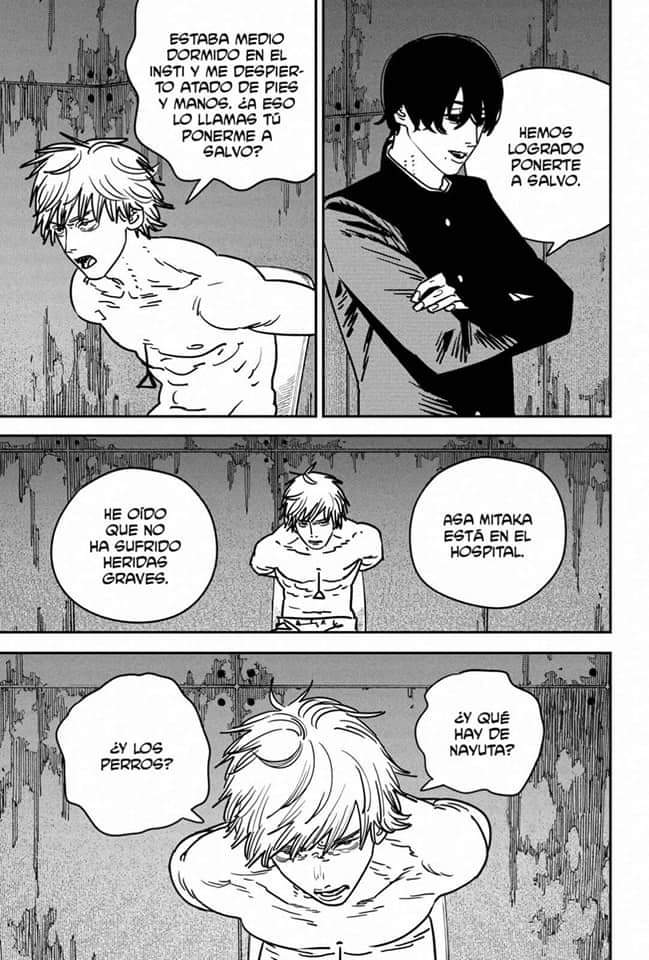 HEMOS
LOGRADO
PONERTE
A SALVO.
ESTABA MEDIO
DORMIDO EN EL
INSTI Y ME DESPIER-
TO ATADO DE PIES
Y MANOS. ¿A ESO
LO LLAMAS TÚ
PONERME A
SALVO?
ASA MITAKA
ESTÁ EN EL
HOSPITAL.
HE OÍDO
QUE NO
HA SUFRIDO
HERIDAS
GRAVES.
¿Y QUÉ
HAY DE
NAYUTA?
¿Y LOS
PERROS?